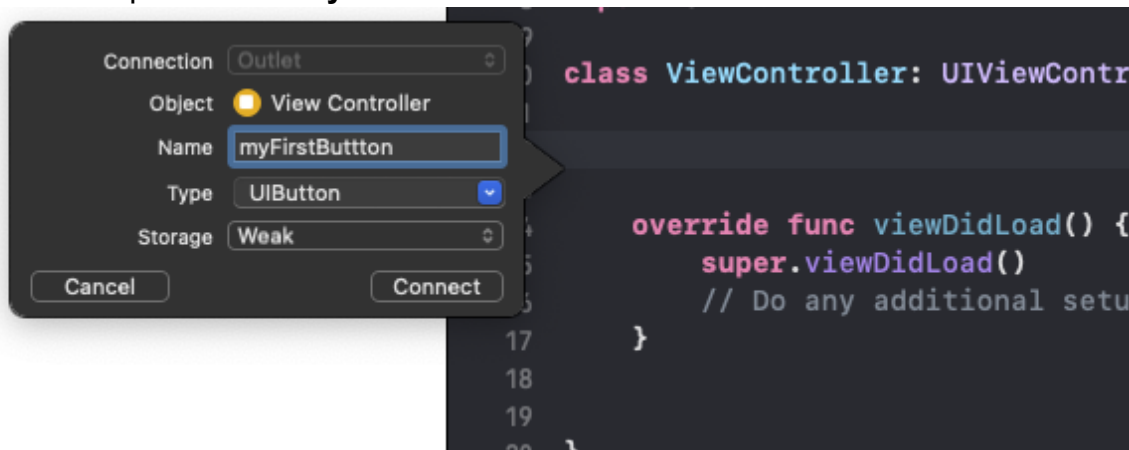 Connection Outlet
Object View Controller
Name myFirstButtton
Type UIButton
Storage Weak
Cancel Connect
class ViewController: UIViewContr
override func viewDidLoad() {
super.viewDidLoad()
// Do any additional setu
17 }
18
19
}